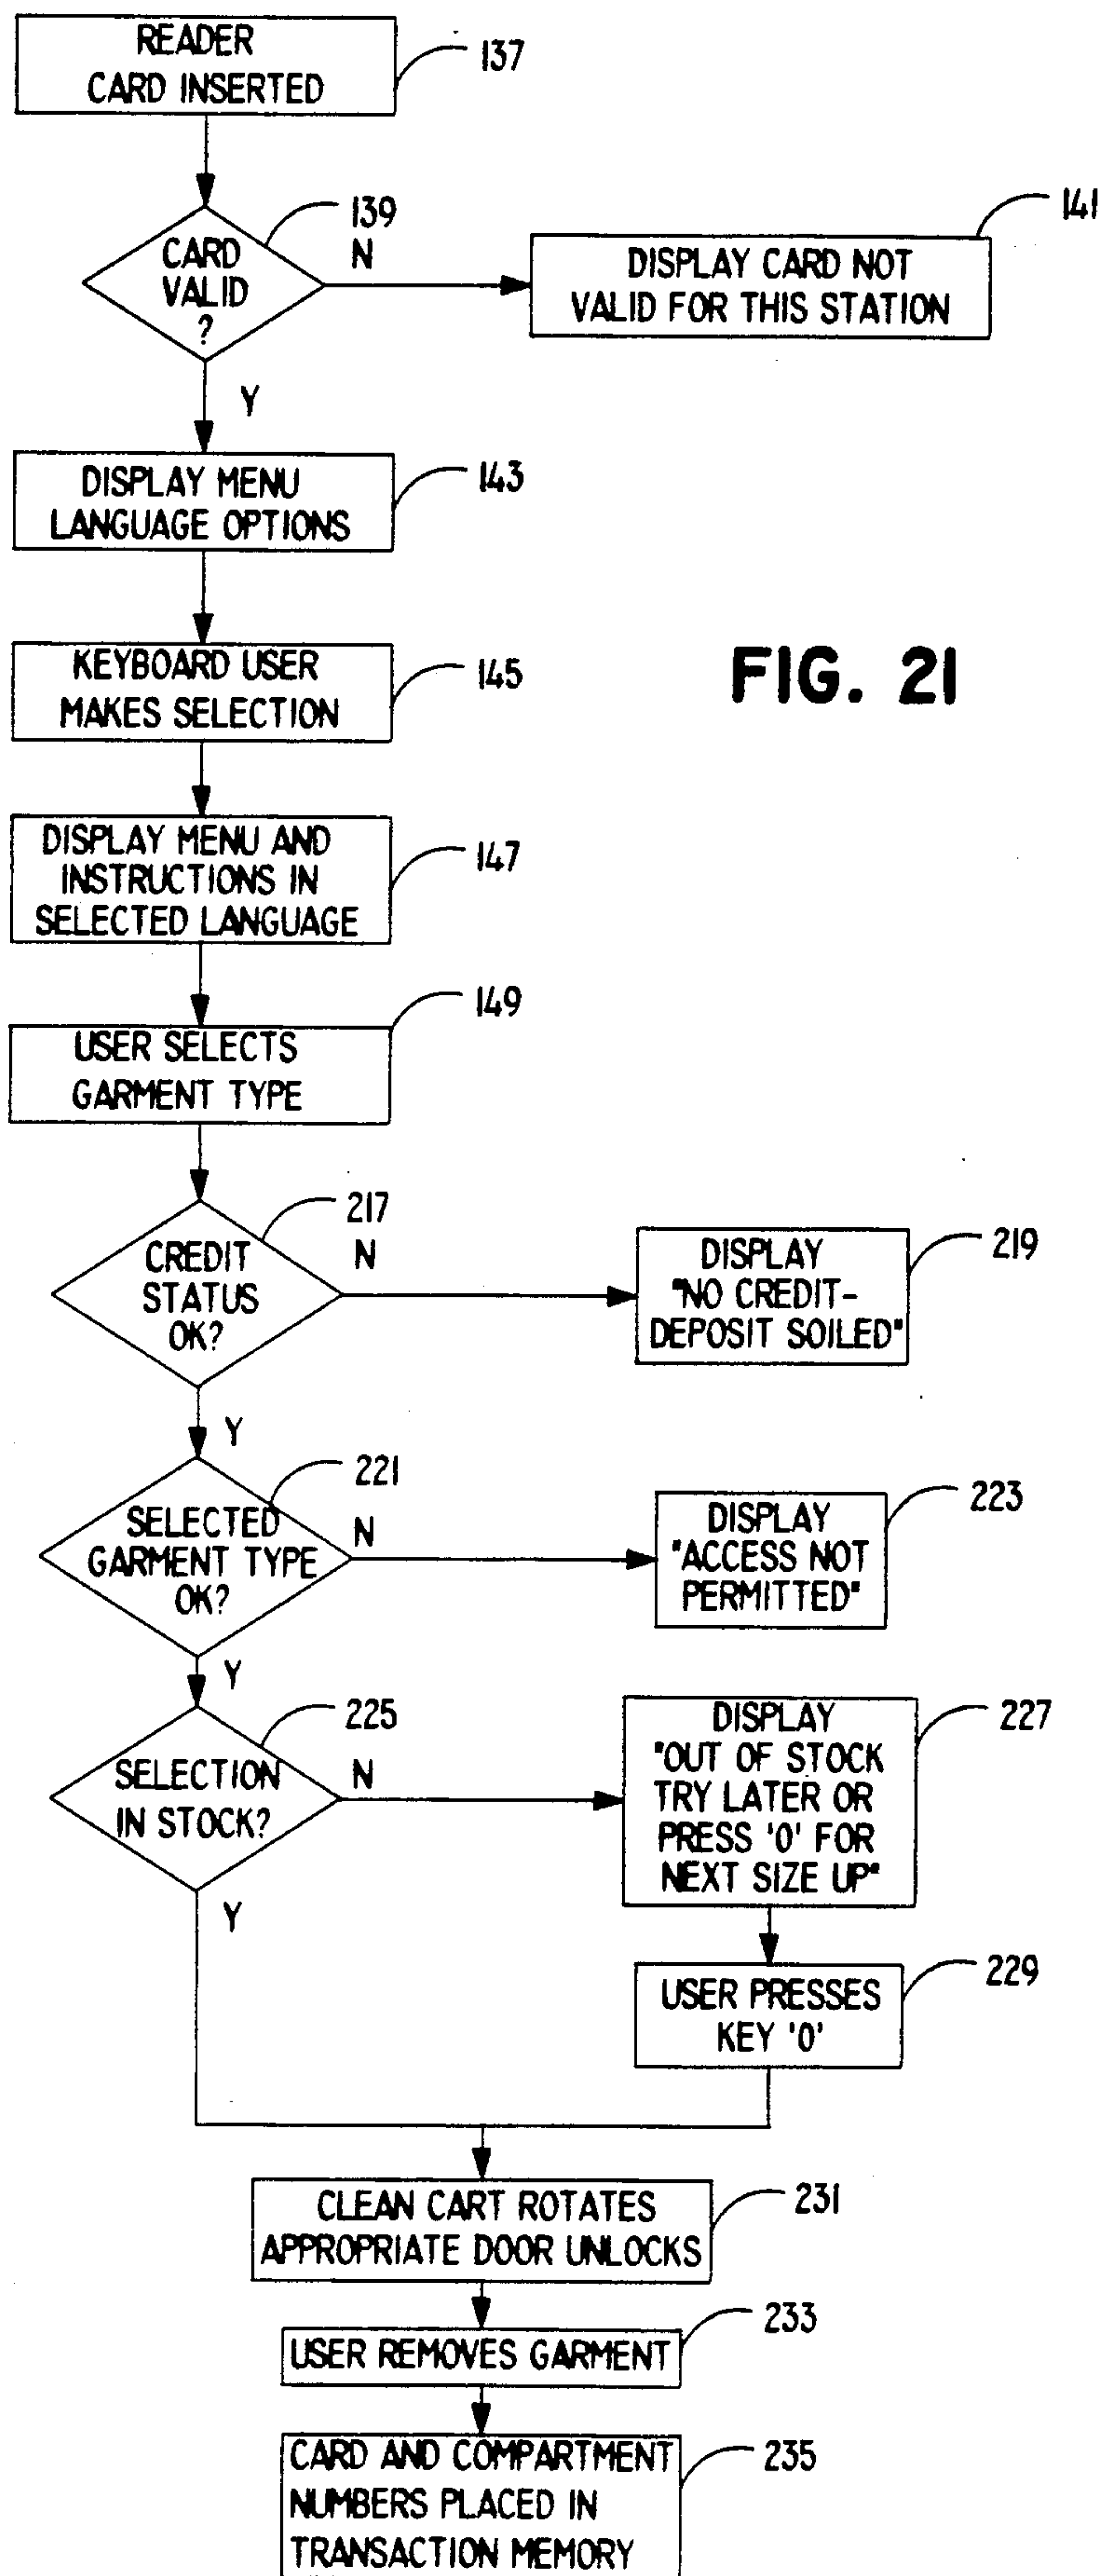 READER
CARD INSERTED
137
139
CARD
VALID
?
N
141
DISPLAY CARD NOT
VALID FOR THIS STATION
Y
DISPLAY MENU
LANGUAGE OPTIONS
143
KEYBOARD USER
MAKES SELECTION
145
FIG. 21
DISPLAY MENU AND
INSTRUCTIONS IN
SELECTED LANGUAGE
147
149
USER SELECTS
GARMENT TYPE
217
CREDIT
STATUS
OK?
N
DISPLAY
"NO CREDIT-
DEPOSIT SOILED"
219
Y
221
SELECTED
GARMENT TYPE
OK?
N
DISPLAY
"ACCESS NOT
PERMITTED"
223
Y
225
SELECTION
IN STOCK?
N
DISPLAY
"OUT OF STOCK
TRY LATER OR
PRESS '0' FOR
NEXT SIZE UP"
227
Y
USER PRESSES
KEY '0'
229
CLEAN CART ROTATES
APPROPRIATE DOOR UNLOCKS
231
USER REMOVES GARMENT
233
CARD AND COMPARTMENT
NUMBERS PLACED IN
TRANSACTION MEMORY
235